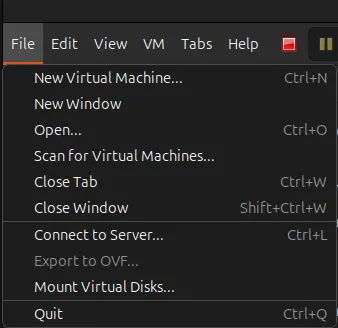 File Edit View VM Tabs Help
New Virtual Machine... Ctrl+N
New Window
Open... Ctrl+O
Scan for Virtual Machines...
Close Tab Ctrl+W
Close Window Shift+Ctrl+W
Connect to Server... Ctrl+L
Export to OVF...
Mount Virtual Disks...
Quit Ctrl+Q